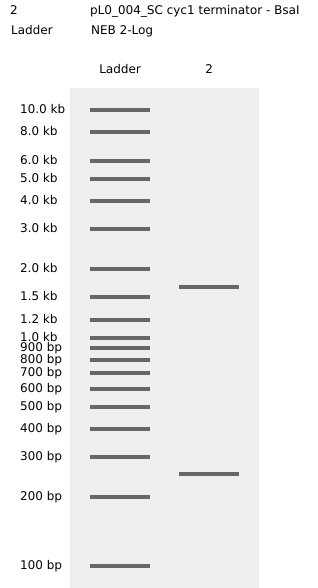 2 pL0_004_SC cyc1 terminator - BsaI
Ladder NEB 2-Log
Ladder 2
10.0 kb
8.0 kb
6.0 kb
5.0 kb
4.0 kb
3.0 kb
2.0 kb
1.5 kb
1.2 kb
1.0 kb
900 bp
800 bp
700 bp
600 bp
500 bp
400 bp
300 bp
200 bp
100 bp